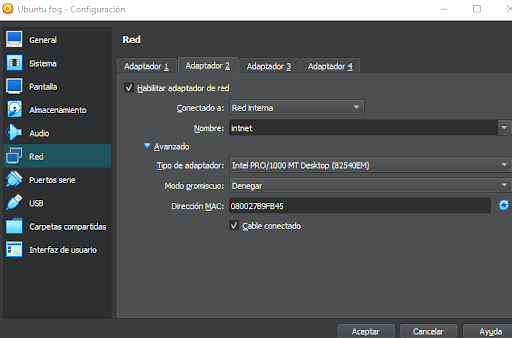 Ubuntu fog - Configuración
General
Sistema
Pantalla
Almacenamiento
Audio
Red
Puertos serie
USB
Carpetas compartidas
Interfaz de usuario
Red
Adaptador 1 Adaptador 2 Adaptador 3 Adaptador 4
Habilitar adaptador de red
Conectado a: Red interna
Nombre: intnet
Avanzado
Tipo de adaptador: Intel PRO/1000 MT Desktop (82540EM)
Modo promiscuo: Denegar
Dirección MAC: 080027B9FB45
Cable conectado
Aceptar Cancelar Ayuda